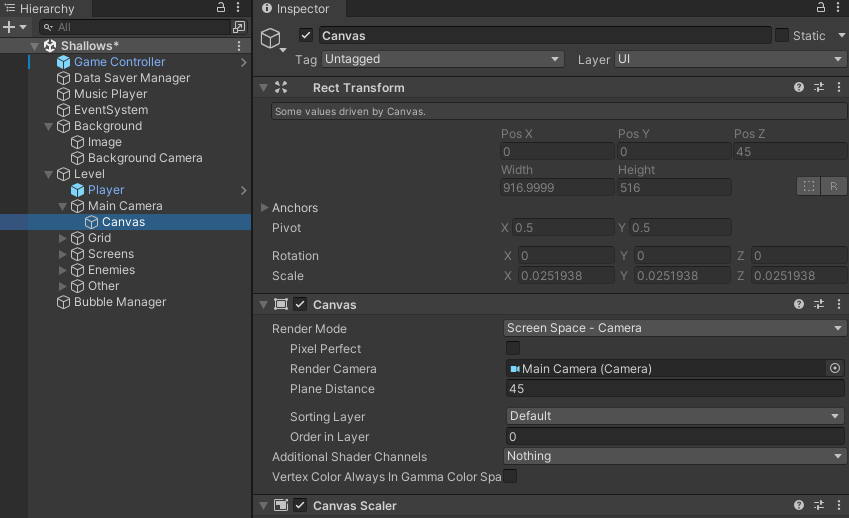 Hierarchy
All
Shallows*
Game Controller
Data Saver Manager
Music Player
EventSystem
Background
Image
Background Camera
Level
Player
Main Camera
Canvas
Grid
Screens
Enemies
Other
Bubble Manager
Inspector
Canvas
Static
Tag Untagged Layer UI
Rect Transform
Some values driven by Canvas.
Pos X Pos Y Pos Z
0 0 45
Width Height
916.9999 516
R
Anchors
Pivot X 0.5 Y 0.5
Rotation X 0 Y 0 Z 0
Scale X 0.0251938 Y 0.0251938 Z 0.0251938
Canvas
Render Mode Screen Space - Camera
Pixel Perfect
Render Camera Main Camera (Camera)
Plane Distance 45
Sorting Layer Default
Order in Layer 0
Additional Shader Channels Nothing
Vertex Color Always In Gamma Color Spa
Canvas Scaler